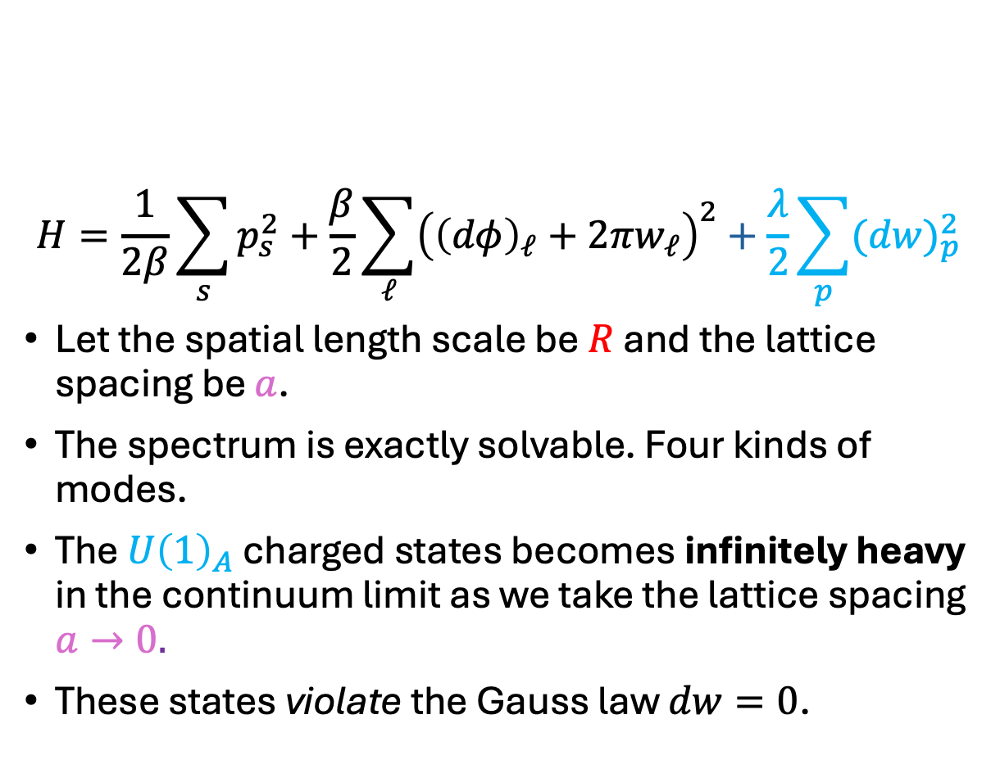 H = \frac{1}{2\beta} \sum_s p_s^2 + \frac{\beta}{2} \sum_\ell ((d\phi)_\ell + 2\pi w_\ell)^2 + \frac{\lambda}{2} \sum_p (dw)_p^2
• Let the spatial length scale be R and the lattice
spacing be a.
• The spectrum is exactly solvable. Four kinds of
modes.
• The U(1)_A charged states becomes infinitely heavy
in the continuum limit as we take the lattice spacing
a → 0.
• These states violate the Gauss law dw = 0.